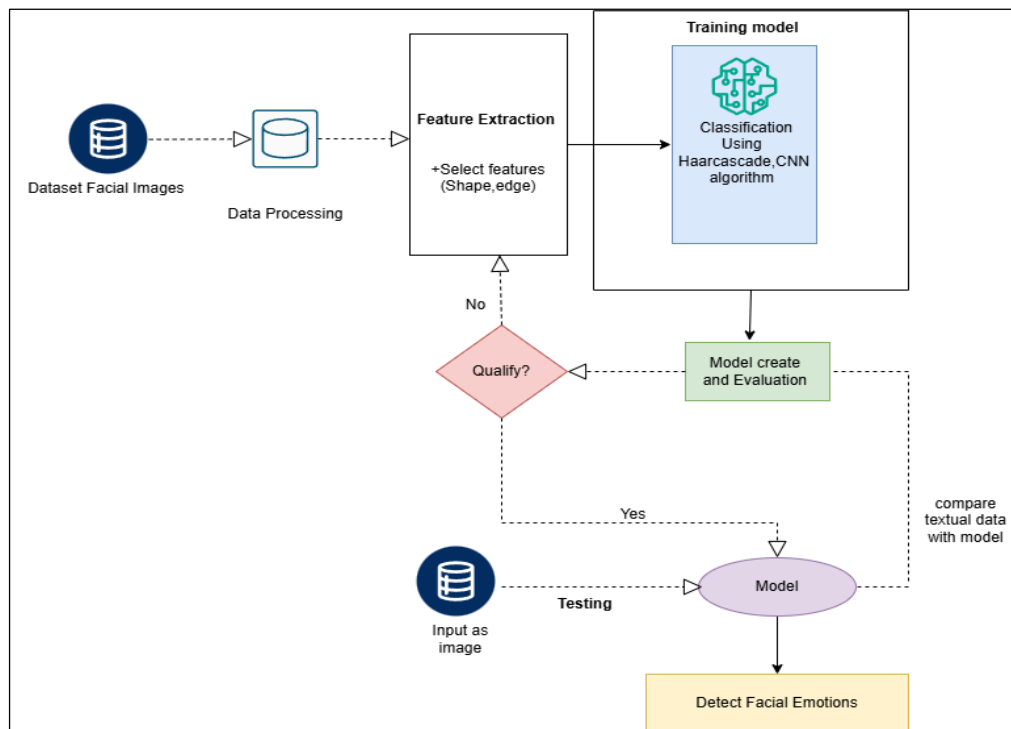 Training model
Classification
Using
Haarcascade,CNN
algorithm
Feature Extraction
+Select features
(Shape,edge)
Dataset Facial Images
Data Processing
No
Qualify?
Model create
and Evaluation
Yes
compare
textual data
with model
Model
Testing
Input as
image
Detect Facial Emotions